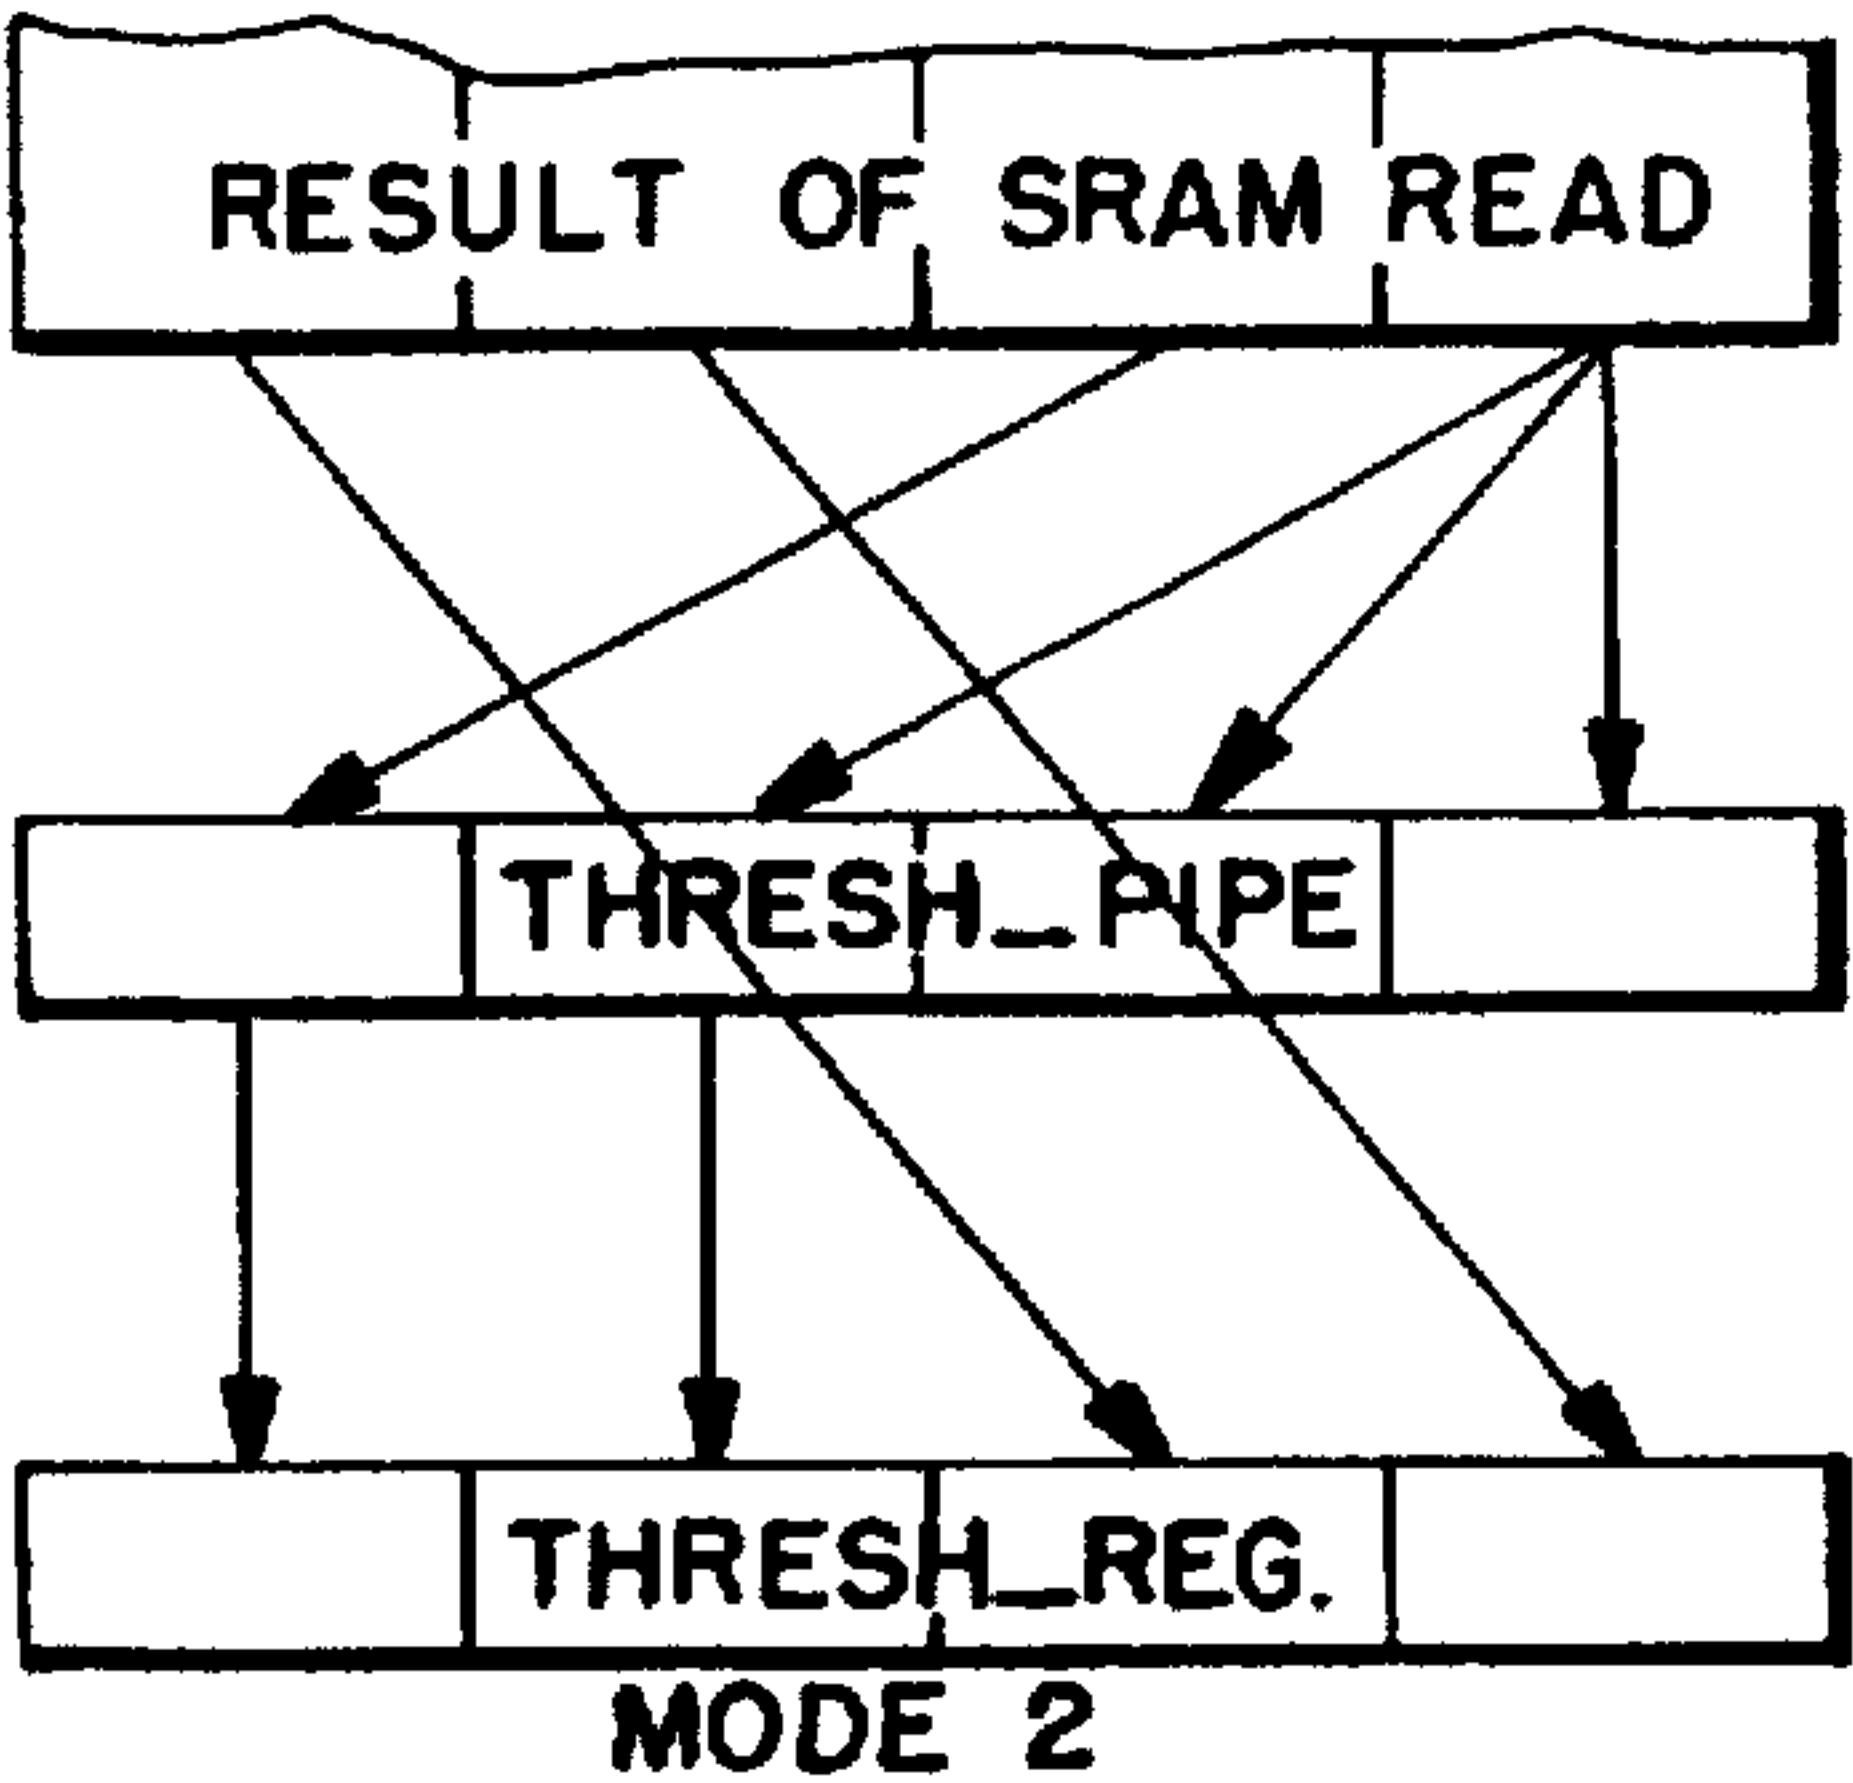 RESULT OF SRAM READ
THRESH_PIPE
THRESH_REG.
MODE 2